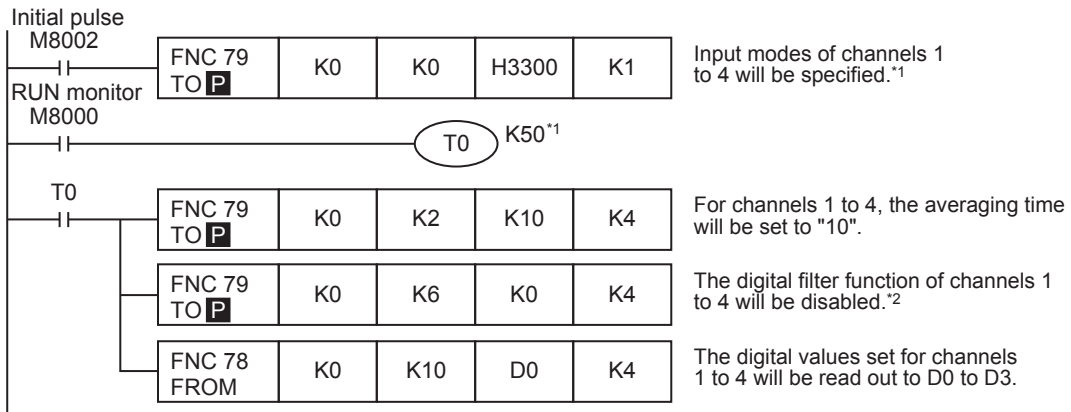 Initial pulse
M8002
FNC 79
TO P
K0
K0
H3300
K1
Input modes of channels 1
to 4 will be specified.*1
RUN monitor
M8000
T0
K50*1
T0
FNC 79
TO P
K0
K2
K10
K4
For channels 1 to 4, the averaging time
will be set to "10".
FNC 79
TO P
K0
K6
K0
K4
The digital filter function of channels 1
to 4 will be disabled.*2
FNC 78
FROM
K0
K10
D0
K4
The digital values set for channels
1 to 4 will be read out to D0 to D3.